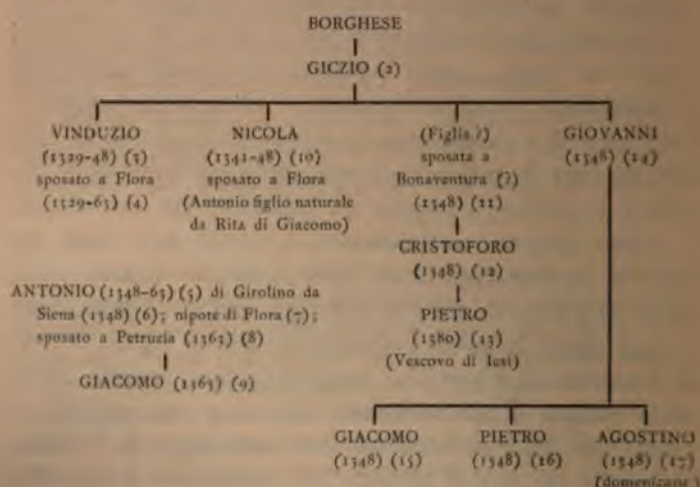 BORGHESE
GICZIO (2)
VINDUZIO
(1329-48) (3)
sposato a Flora
(1329-63) (4)
NICOLA
(1341-48) (10)
sposato a Flora
(Antonio figlio naturale
da Rita di Giacomo)
(Figlia ?)
sposata a
Bonaventura (?)
(1348) (11)
CRISTOFORO
(1348) (12)
PIETRO
(1380) (13)
(Vescovo di Iesi)
GIOVANNI
(1348) (14)
ANTONIO (1348-63) (5) di Girolino da
Siena (1348) (6); nipote di Flora (7);
sposato a Petruzia (1363) (8)
GIACOMO (1363) (9)
GIACOMO
(1348) (15)
PIETRO
(1348) (16)
AGOSTINO
(1348) (17)
(domenicano